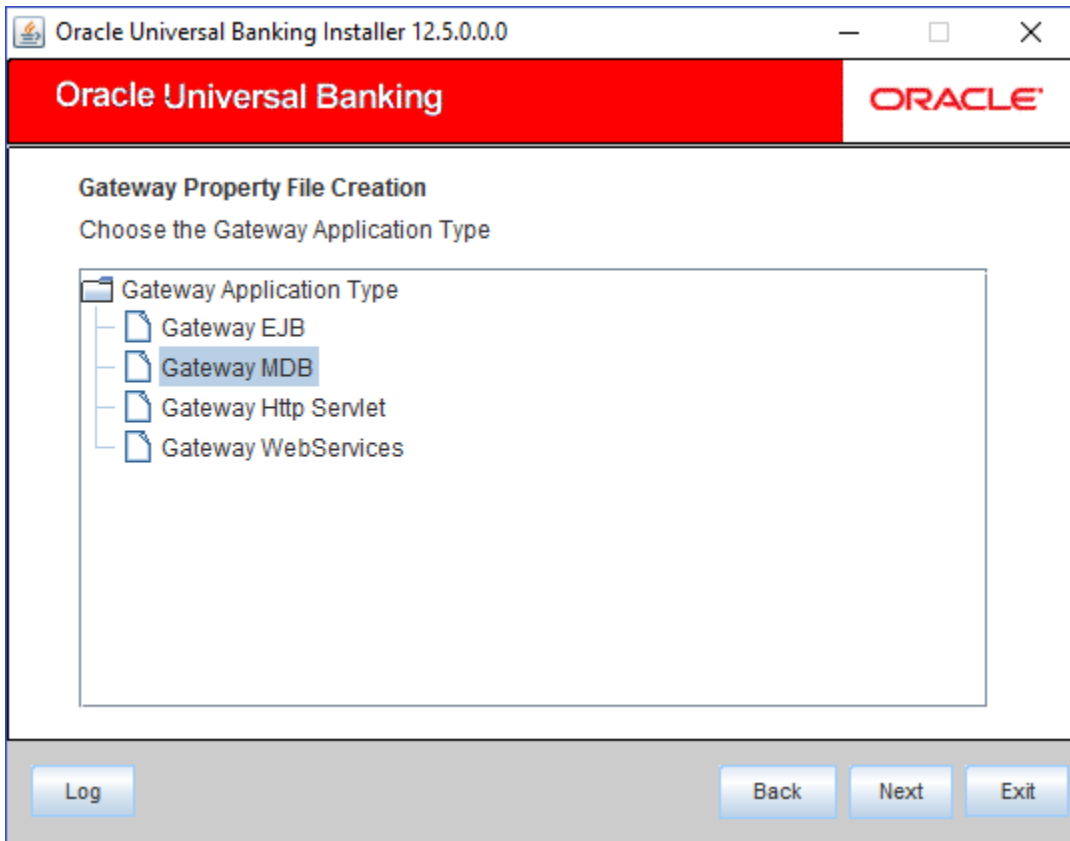 Oracle Universal Banking Installer 12.5.0.0.0
Oracle Universal Banking
ORACLE
Gateway Property File Creation
Choose the Gateway Application Type
Gateway Application Type
Gateway EJB
Gateway MDB
Gateway Http Servlet
Gateway WebServices
Log Back Next Exit